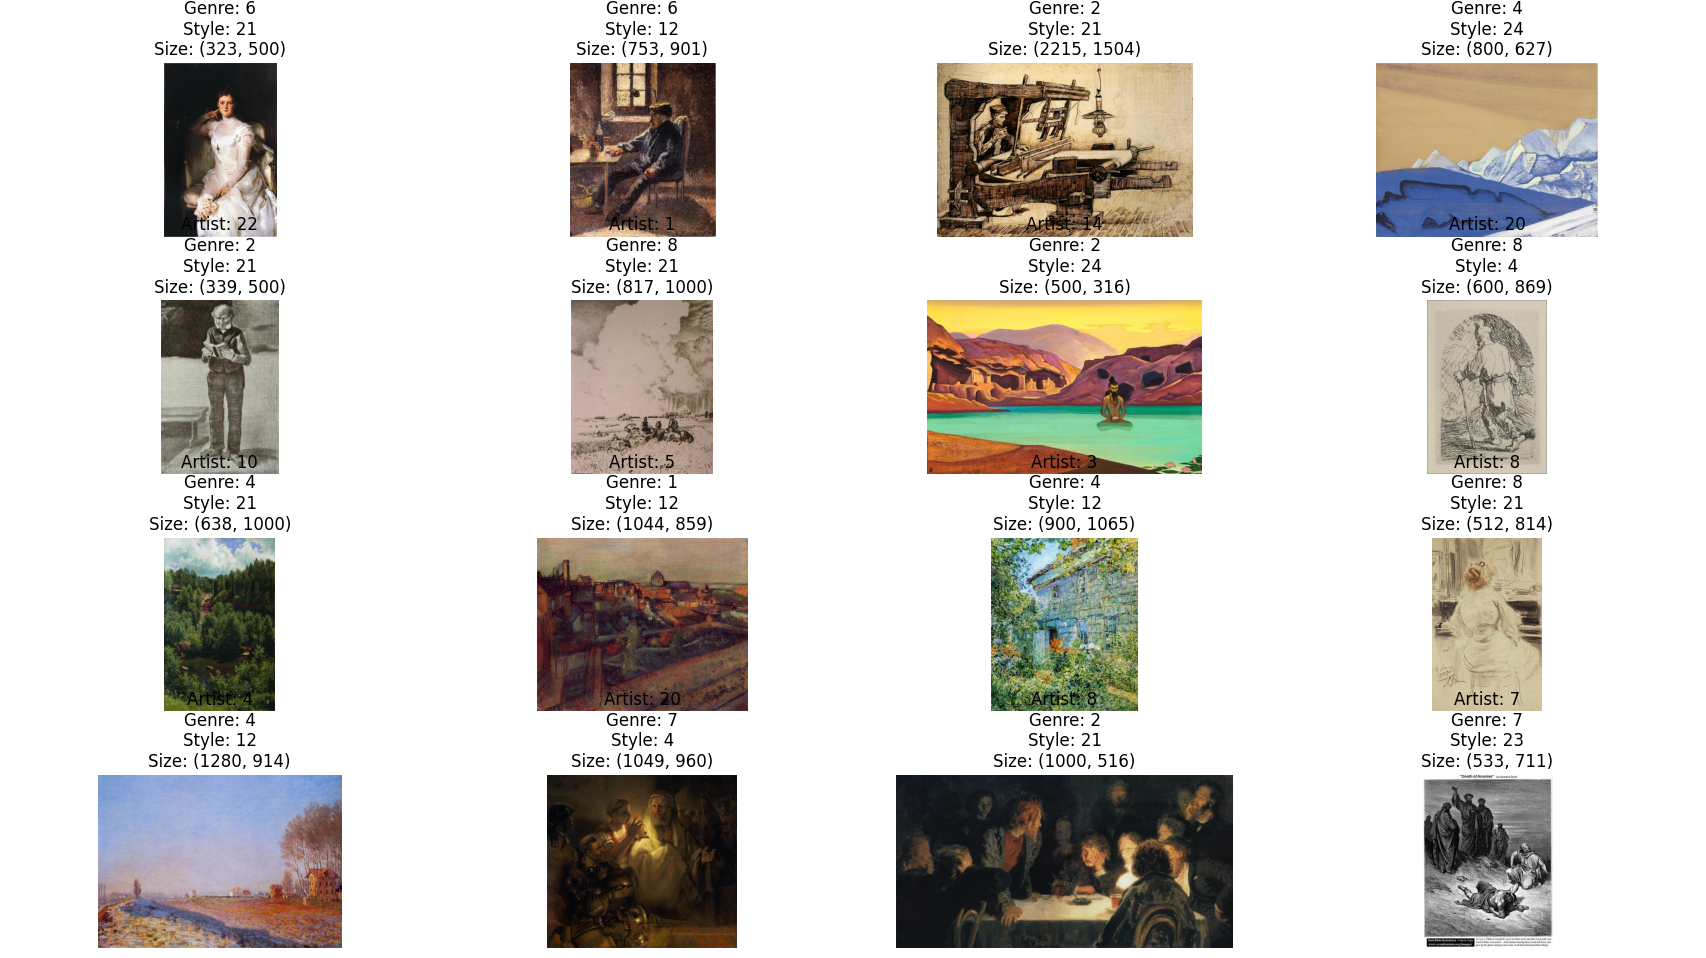 Genre: 6
Style: 21
Size: (323, 500)
Genre: 6
Style: 12
Size: (753, 901)
Genre: 2
Style: 21
Size: (2215, 1504)
Genre: 4
Style: 24
Size: (800, 627)
Artist: 22
Genre: 2
Style: 21
Size: (339, 500)
Artist: 1
Genre: 8
Style: 21
Size: (817, 1000)
Artist: 14
Genre: 2
Style: 24
Size: (500, 316)
Artist: 20
Genre: 8
Style: 4
Size: (600, 869)
Artist: 10
Genre: 4
Style: 21
Size: (638, 1000)
Artist: 5
Genre: 1
Style: 12
Size: (1044, 859)
Artist: 3
Genre: 4
Style: 12
Size: (900, 1065)
Artist: 8
Genre: 8
Style: 21
Size: (512, 814)
Artist: 4
Genre: 4
Style: 12
Size: (1280, 914)
Artist: 20
Genre: 7
Style: 4
Size: (1049, 960)
Artist: 8
Genre: 2
Style: 21
Size: (1000, 516)
Artist: 7
Genre: 7
Style: 23
Size: (533, 711)
"Death of Ananias"